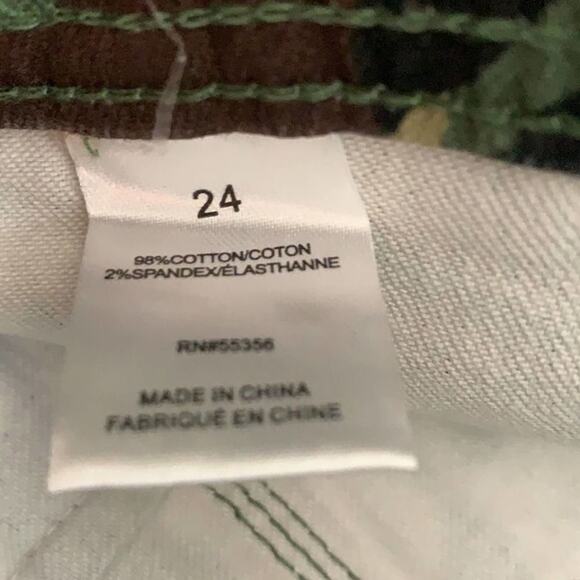 24
98%COTTON/COTON
2%SPANDEX/ÉLASTHANNE
RN#55356
MADE IN CHINA
FABRIQUÉ EN CHINE